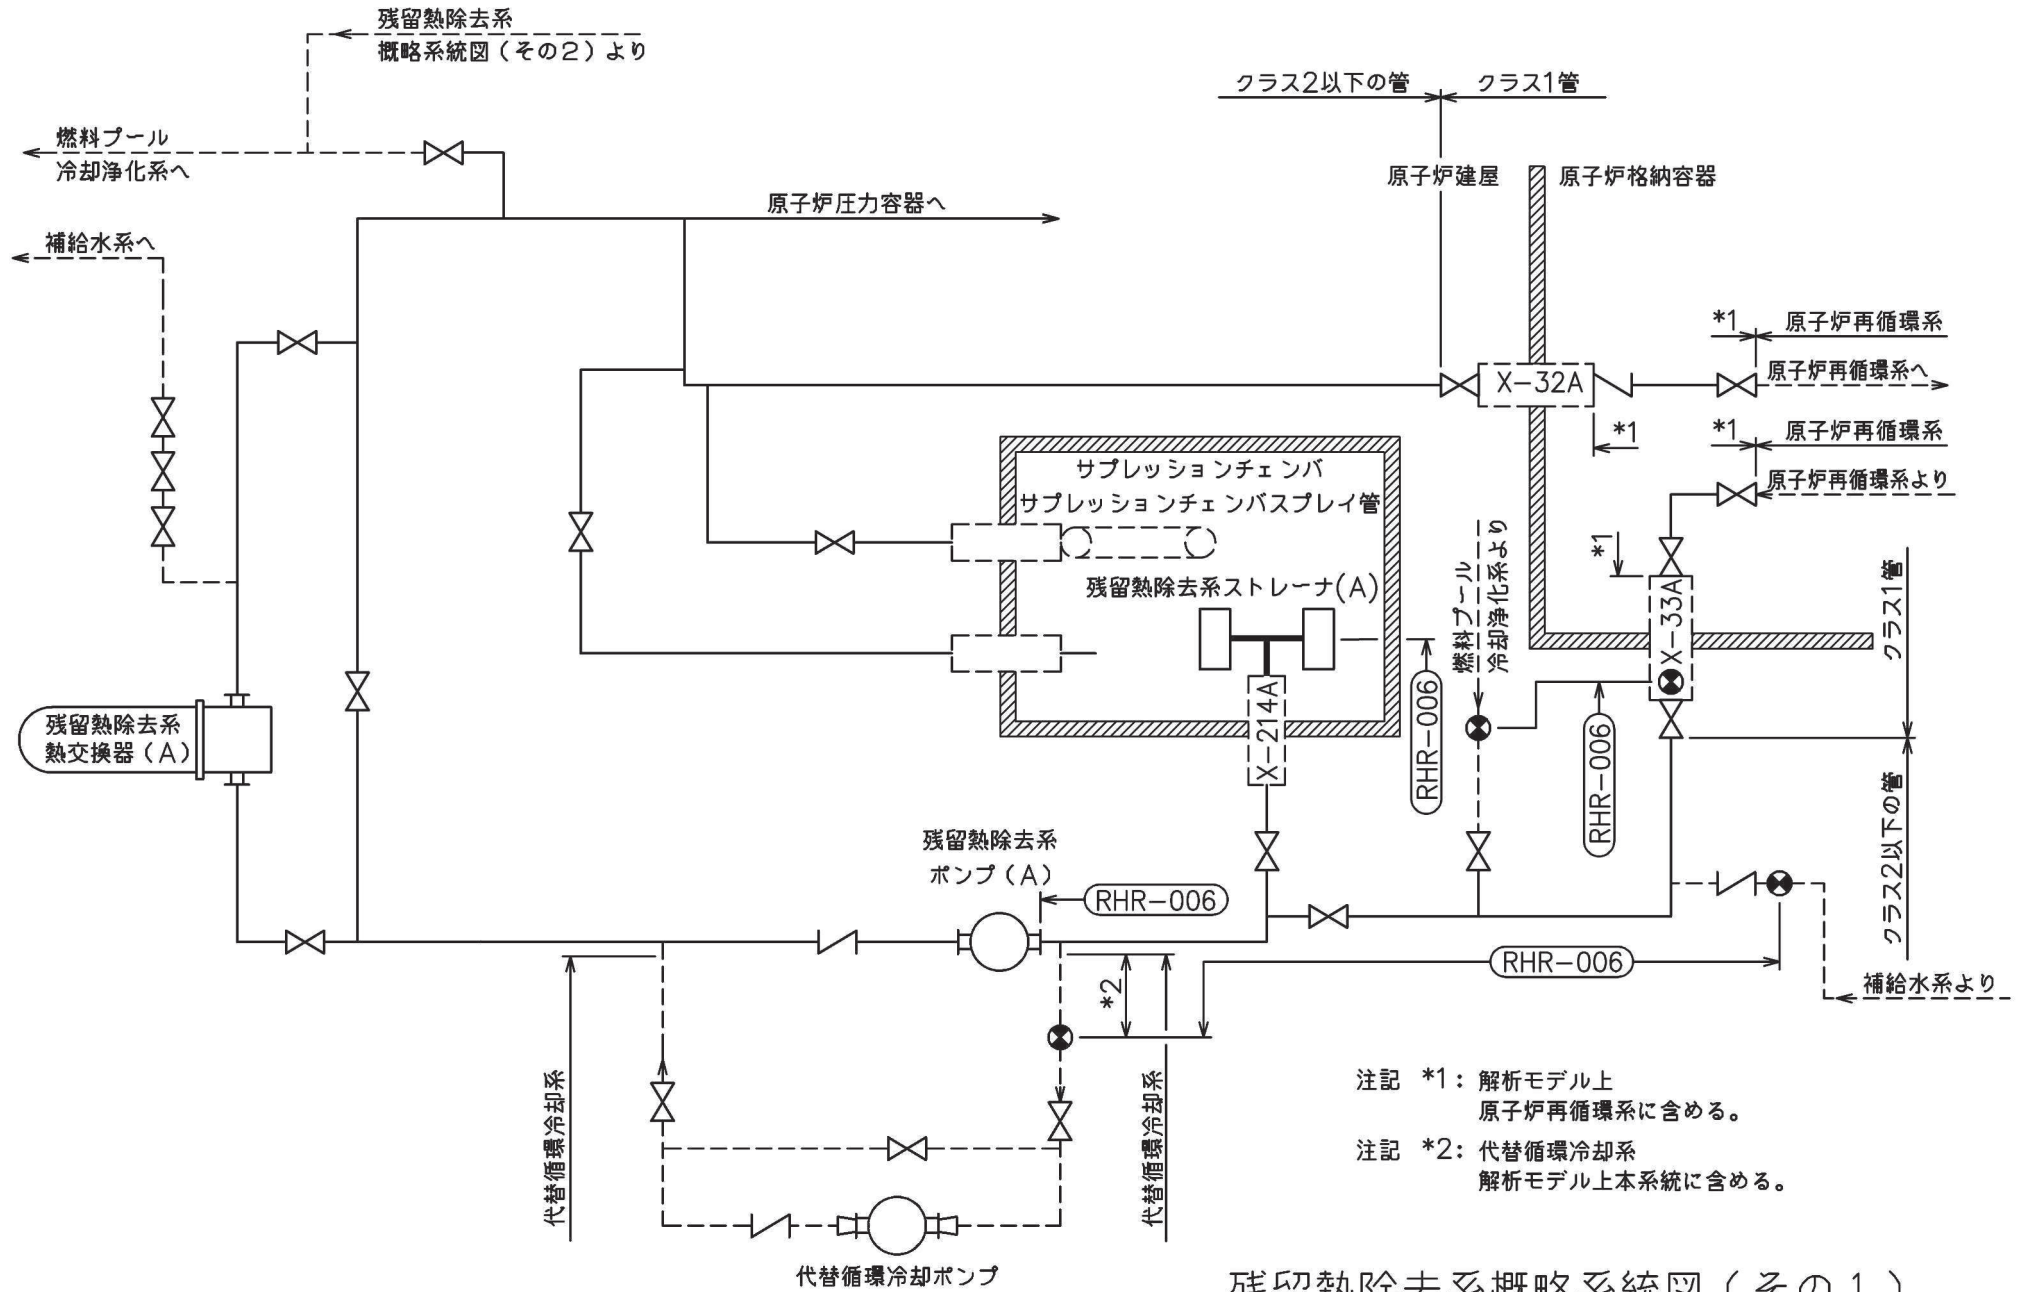 残留熱除去系
概略系統図（その2）より
クラス2以下の管
クラス1管
燃料プール
冷却浄化系へ
原子炉建屋
原子炉格納容器
原子炉圧力容器へ
補給水系へ
*1
原子炉再循環系
原子炉再循環系へ
X-32A
*1
*1
原子炉再循環系
原子炉再循環系より
サプレッションチェンバ
サプレッションチェンバスプレイ管
燃料プール
冷却浄化系より
*1
残留熱除去系ストレーナ(A)
X-33A
クラス1管
RHR-006
残留熱除去系
熱交換器（A）
X-214A
RHR-006
クラス2以下の管
残留熱除去系
ポンプ（A）
RHR-006
RHR-006
*2
補給水系より
代替循環冷却系
代替循環冷却系
注記 *1: 解析モデル上
原子炉再循環系に含める。
注記 *2: 代替循環冷却系
解析モデル上本系統に含める。
代替循環冷却ポンプ
残留熱除去系概略系統図（その1）